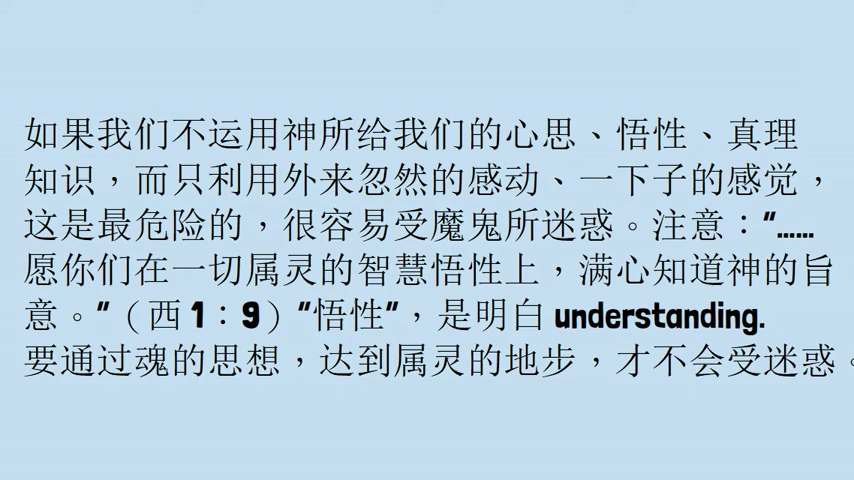 如果我们不运用神所给我们的心思、悟性、真理
知识，而只利用外来忽然的感动、一下子的感觉，
这是最危险的，很容易受魔鬼所迷惑。注意："……
愿你们在一切属灵的智慧悟性上，满心知道神的旨
意。"（西1：9）"悟性"，是明白 understanding.
要通过魂的思想，达到属灵的地步，才不会受迷惑。